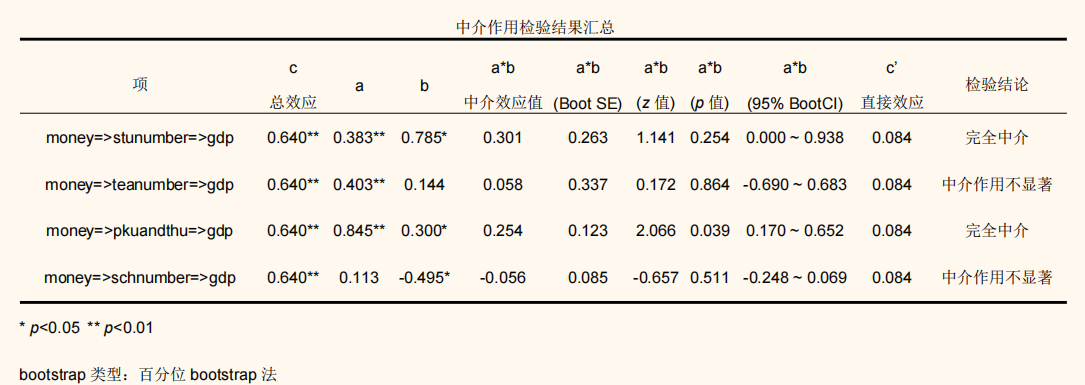 中介作用检验结果汇总
项 c 总效应 a b a*b 中介效应值 a*b (Boot SE) a*b (z 值) a*b (p 值) a*b (95% BootCI) c’ 直接效应 检验结论
money=>stunumber=>gdp 0.640** 0.383** 0.785* 0.301 0.263 1.141 0.254 0.000 ~ 0.938 0.084 完全中介
money=>teanumber=>gdp 0.640** 0.403** 0.144 0.058 0.337 0.172 0.864 -0.690 ~ 0.683 0.084 中介作用不显著
money=>pkuandthu=>gdp 0.640** 0.845** 0.300* 0.254 0.123 2.066 0.039 0.170 ~ 0.652 0.084 完全中介
money=>schnumber=>gdp 0.640** 0.113 -0.495* -0.056 0.085 -0.657 0.511 -0.248 ~ 0.069 0.084 中介作用不显著
* p<0.05 ** p<0.01
bootstrap 类型：百分位 bootstrap 法